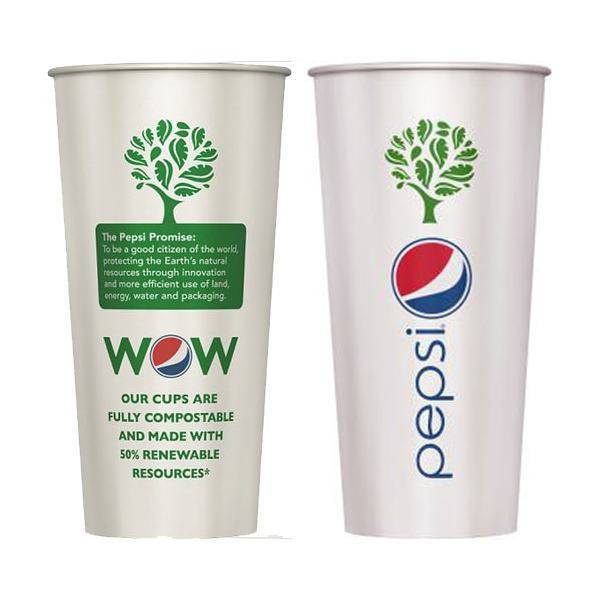 The Pepsi Promise:
To be a good citizen of the world,
protecting the Earth's natural
resources through innovation
and more efficient use of land,
energy, water and packaging.
WOW
OUR CUPS ARE
FULLY COMPOSTABLE
AND MADE WITH
50% RENEWABLE
RESOURCES*
pepsi